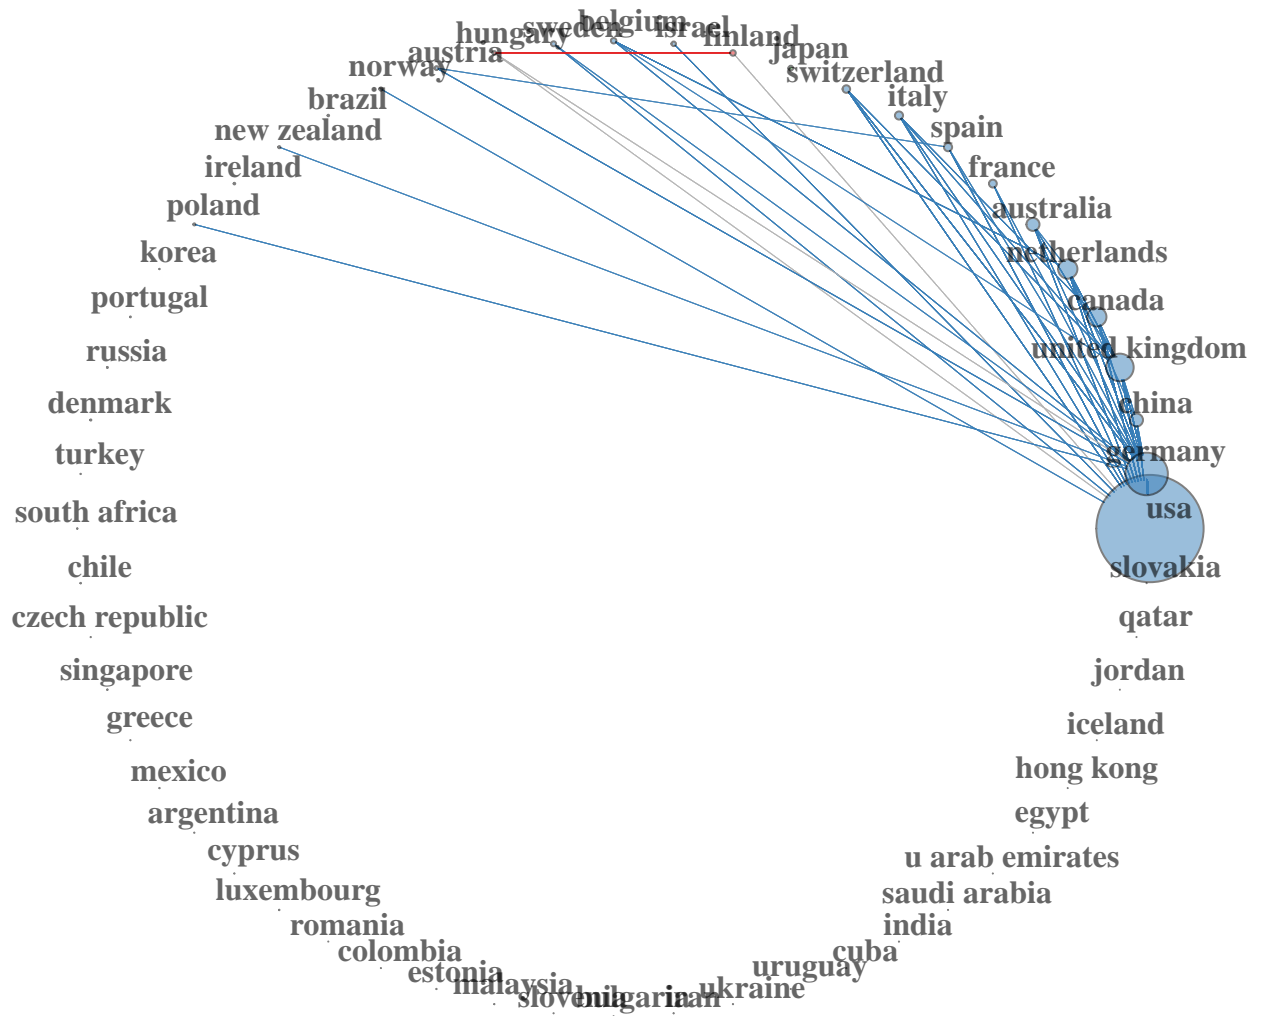 belgium
sweden
israel
hungary
finland
austria
japan
norway
switzerland
brazil
italy
new zealand
spain
ireland
france
poland
australia
korea
netherlands
portugal
canada
russia
united kingdom
denmark
china
turkey
germany
south africa
usa
chile
slovakia
czech republic
qatar
singapore
jordan
greece
iceland
mexico
hong kong
argentina
egypt
cyprus
u arab emirates
luxembourg
saudi arabia
romania
india
colombia
cuba
estonia
uruguay
malaysia
ukraine
slovenia
bulgaria
iran